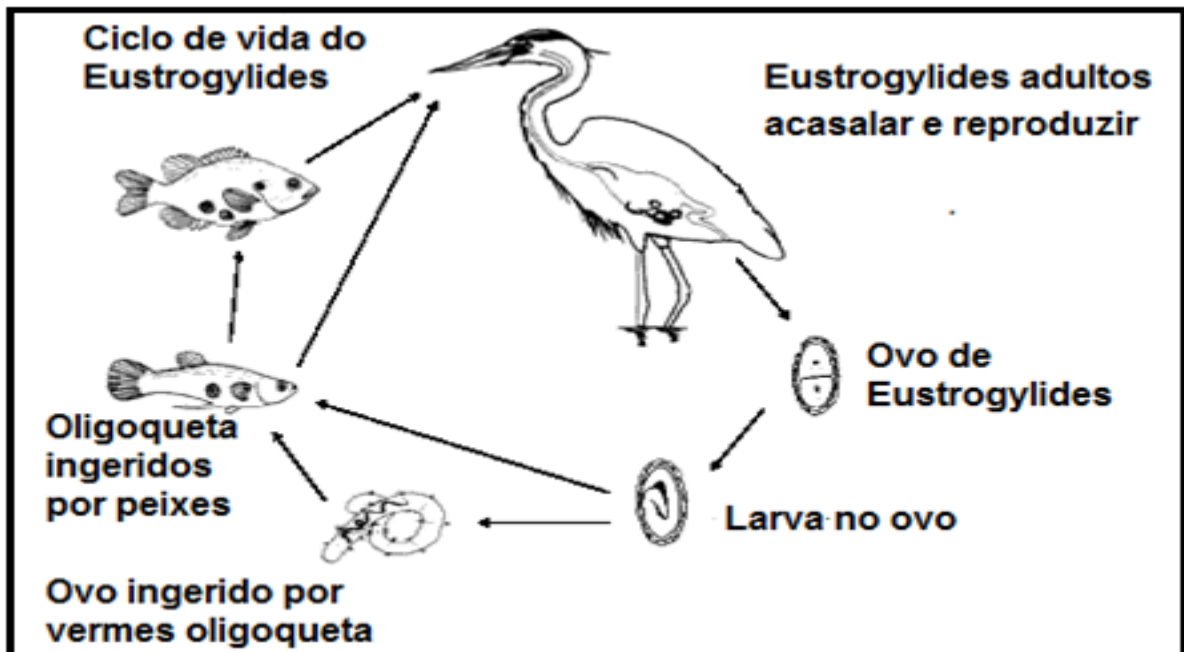 Ciclo de vida do
Eustrogylides
Eustrogylides adultos
acasalar e reproduzir
Ovo de
Eustrogylides
Larva no ovo
Oligoqueta
ingeridos
por peixes
Ovo ingerido por
vermes oligoqueta